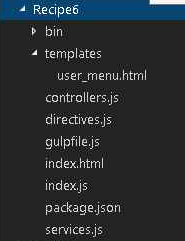 Recipe6
bin
templates
user_menu.html
controllers.js
directives.js
gulpfile.js
index.html
index.js
package.json
services.js